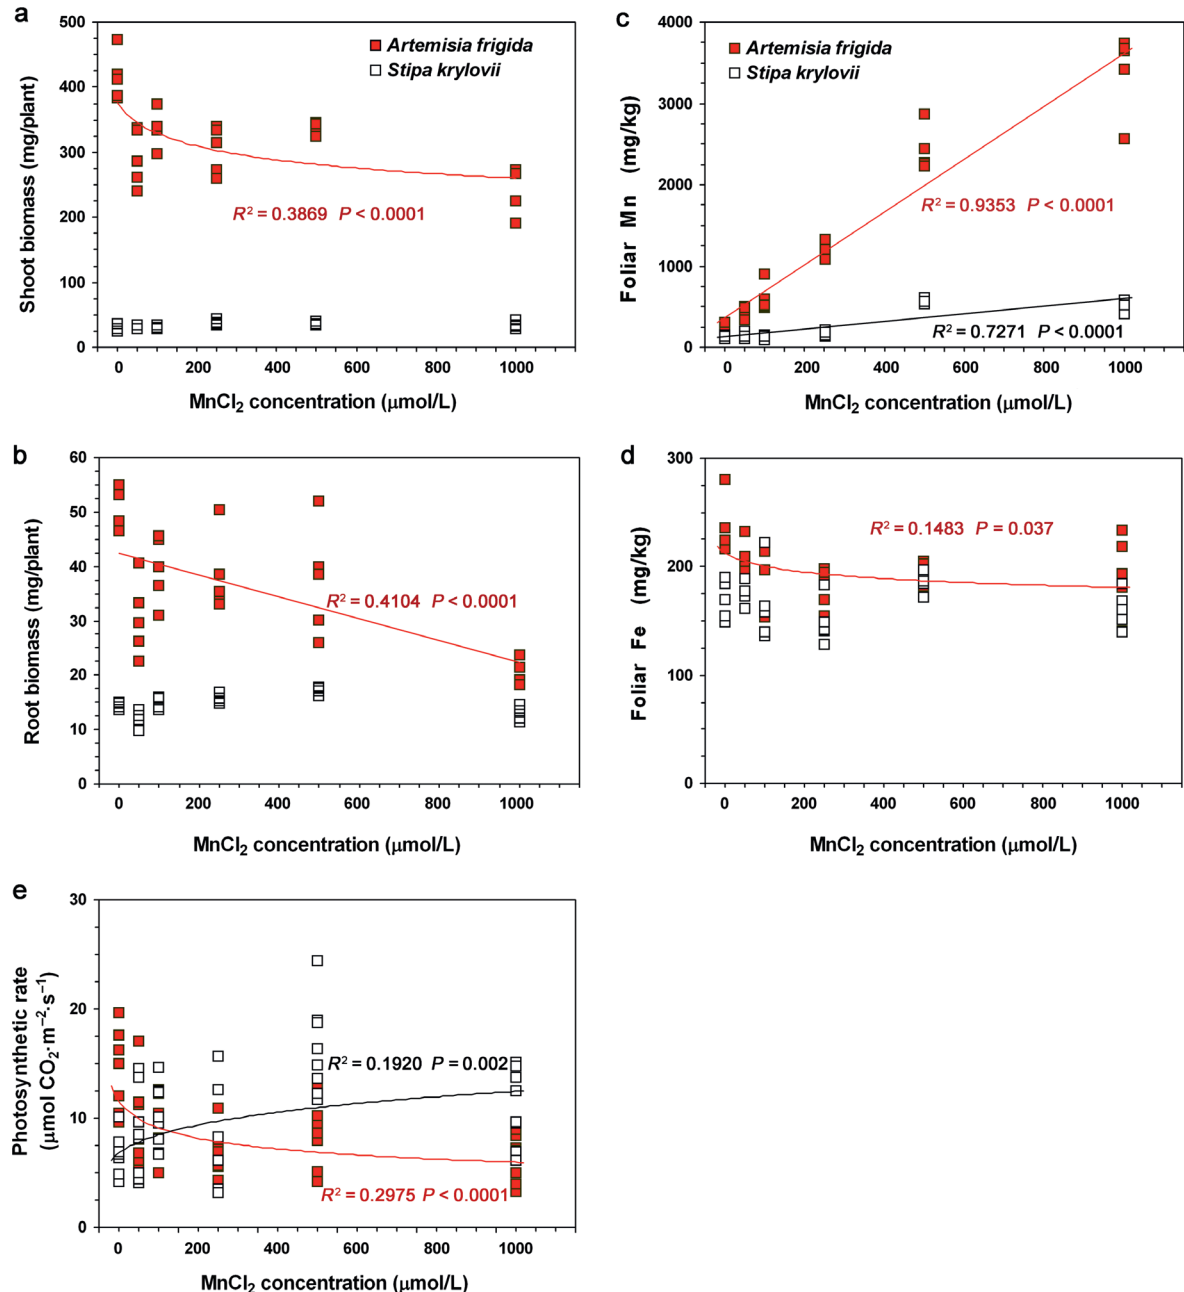 a
Shoot biomass (mg/plant)
500
400
300
200
100
0
Artemisia frigida
Stipa krylovii
R² = 0.3869 P < 0.0001
0 200 400 600 800 1000
MnCl₂ concentration (μmol/L)
c
Foliar Mn (mg/kg)
4000
3000
2000
1000
0
Artemisia frigida
Stipa krylovii
R² = 0.9353 P < 0.0001
R² = 0.7271 P < 0.0001
0 200 400 600 800 1000
MnCl₂ concentration (μmol/L)
b
Root biomass (mg/plant)
60
50
40
30
20
10
0
R² = 0.4104 P < 0.0001
0 200 400 600 800 1000
MnCl₂ concentration (μmol/L)
d
Foliar Fe (mg/kg)
300
200
100
0
R² = 0.1483 P = 0.037
0 200 400 600 800 1000
MnCl₂ concentration (μmol/L)
e
Photosynthetic rate
(μmol CO₂·m⁻²·s⁻¹)
30
20
10
0
R² = 0.1920 P = 0.002
R² = 0.2975 P < 0.0001
0 200 400 600 800 1000
MnCl₂ concentration (μmol/L)